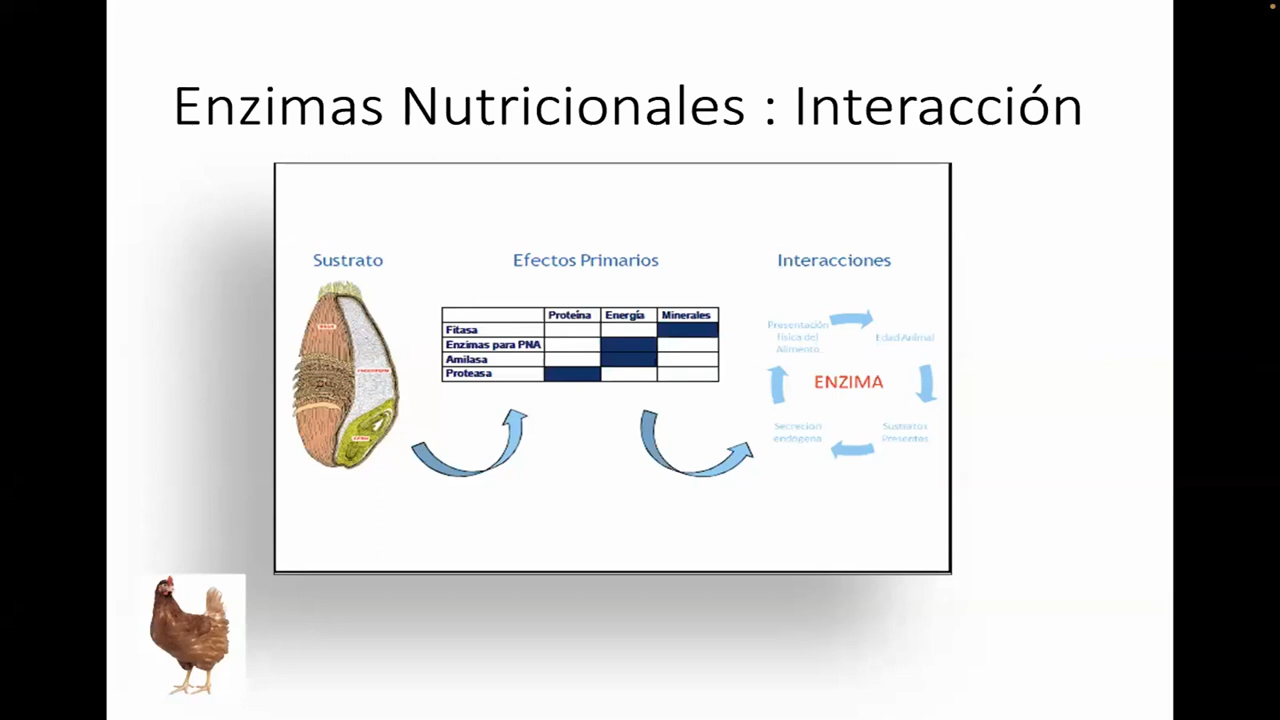 Enzimas Nutricionales : Interacción
Sustrato
Efectos Primarios
Interacciones
Proteína Energía Minerales
Fitasa
Enzimas para PNA
Amilasa
Proteasa
Presentación
física del
Alimento
Edad Animal
ENZIMA
Secreción
endógena
Sustratos
Presentes